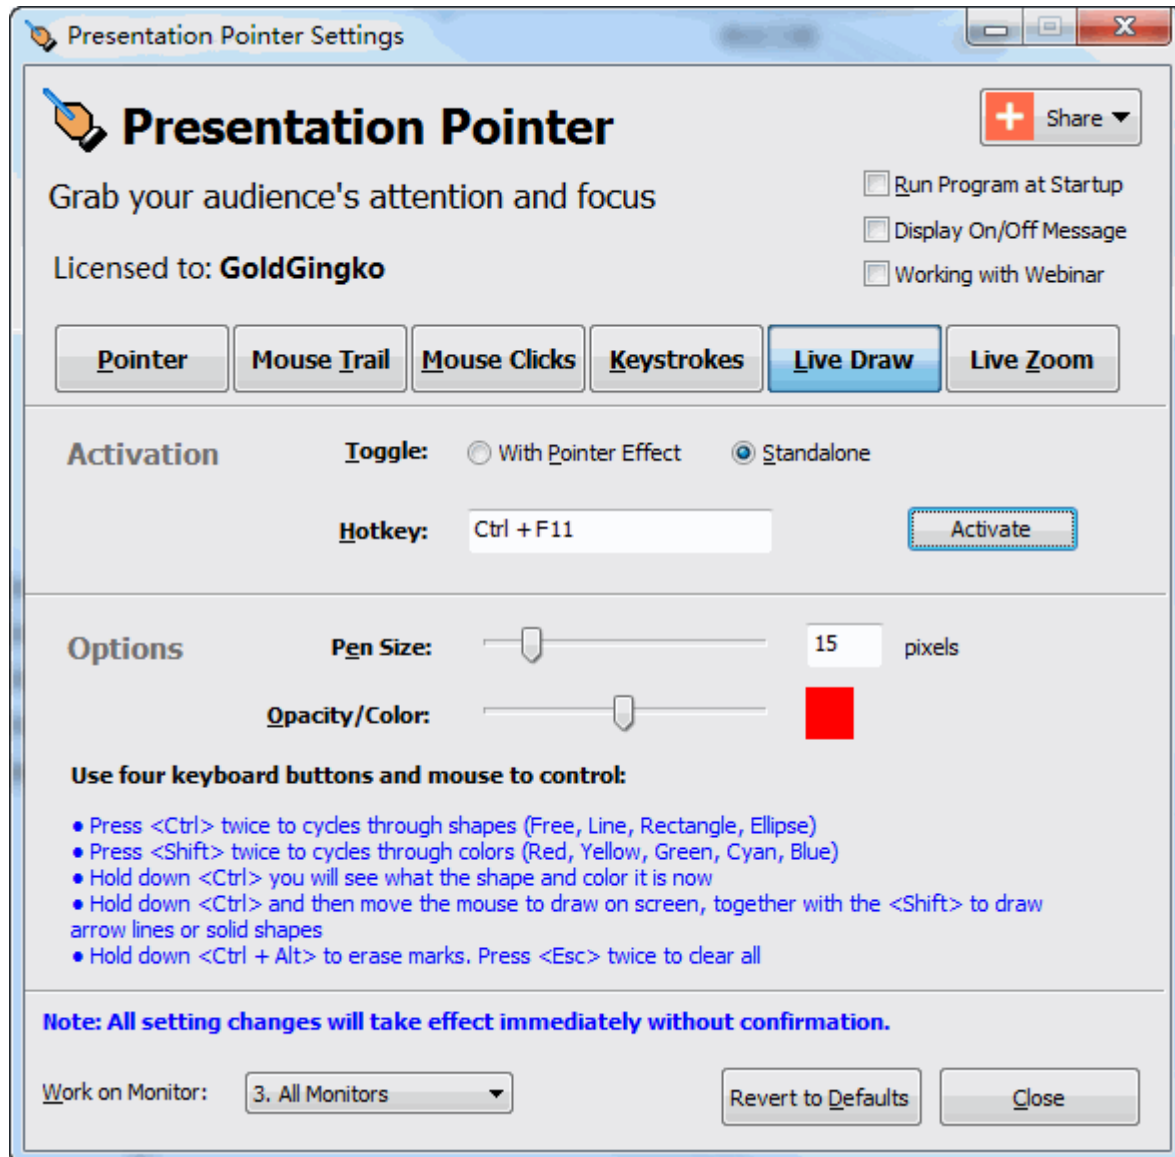 Presentation Pointer Settings
Presentation Pointer
Share
Grab your audience's attention and focus
Run Program at Startup
Display On/Off Message
Licensed to: GoldGingko
Working with Webinar
Pointer Mouse Trail Mouse Clicks Keystrokes Live Draw Live Zoom
Activation Toggle: With Pointer Effect Standalone
Hotkey: Ctrl + F11 Activate
Options Pen Size: 15 pixels
Opacity/Color:
Use four keyboard buttons and mouse to control:
• Press <Ctrl> twice to cycles through shapes (Free, Line, Rectangle, Ellipse)
• Press <Shift> twice to cycles through colors (Red, Yellow, Green, Cyan, Blue)
• Hold down <Ctrl> you will see what the shape and color it is now
• Hold down <Ctrl> and then move the mouse to draw on screen, together with the <Shift> to draw
arrow lines or solid shapes
• Hold down <Ctrl + Alt> to erase marks. Press <Esc> twice to clear all
Note: All setting changes will take effect immediately without confirmation.
Work on Monitor: 3. All Monitors Revert to Defaults Close